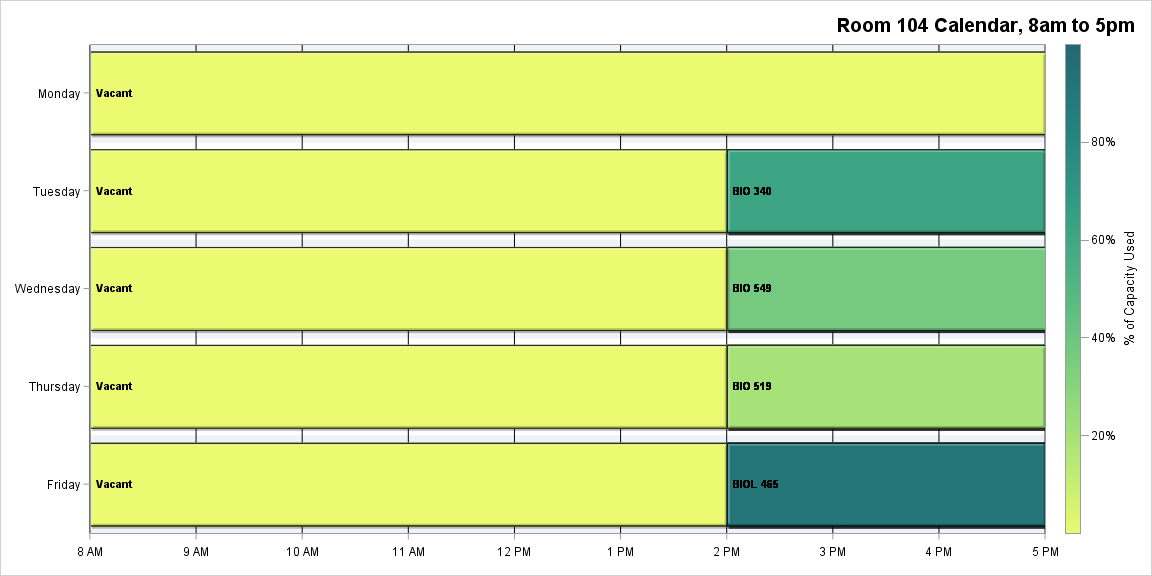 Room 104 Calendar, 8am to 5pm
Monday
Vacant
Tuesday
Vacant
BIO 340
Wednesday
Vacant
BIO 549
Thursday
Vacant
BIO 519
Friday
Vacant
BIOL 465
8 AM
9 AM
10 AM
11 AM
12 PM
1 PM
2 PM
3 PM
4 PM
5 PM
80%
60%
40%
20%
% of Capacity Used